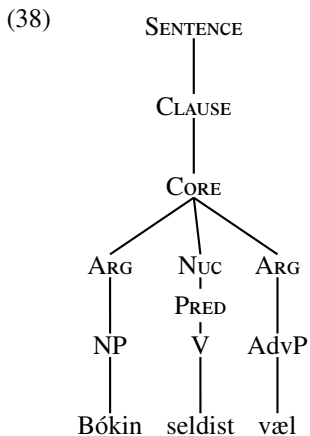 (38) SENTENCE
CLAUSE
CORE
ARG NUC ARG
PRED
NP V AdvP
Bókin seldist væl